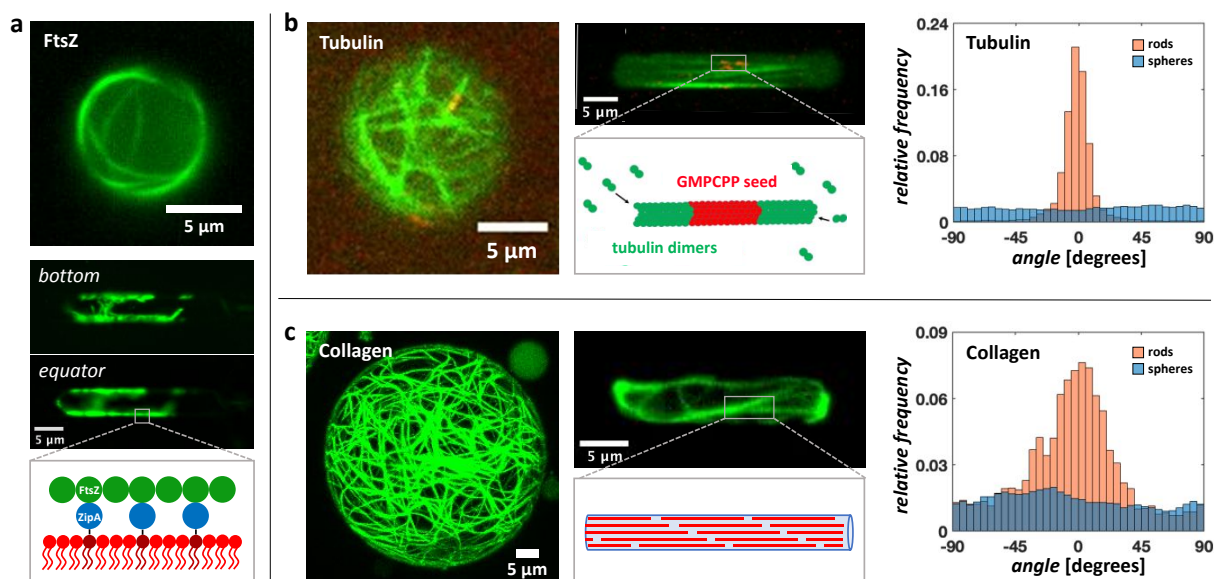 a
FtsZ
5 µm
bottom
equator
5 µm
FtsZ
ZipA
b
Tubulin
5 µm
5 µm
GMPCPP seed
tubulin dimers
Tubulin
rods
spheres
relative frequency
0.24
0.16
0.08
0
-90
-45
0
45
90
angle [degrees]
c
Collagen
5 µm
5 µm
Collagen
rods
spheres
relative frequency
0.09
0.06
0.03
0
-90
-45
0
45
90
angle [degrees]